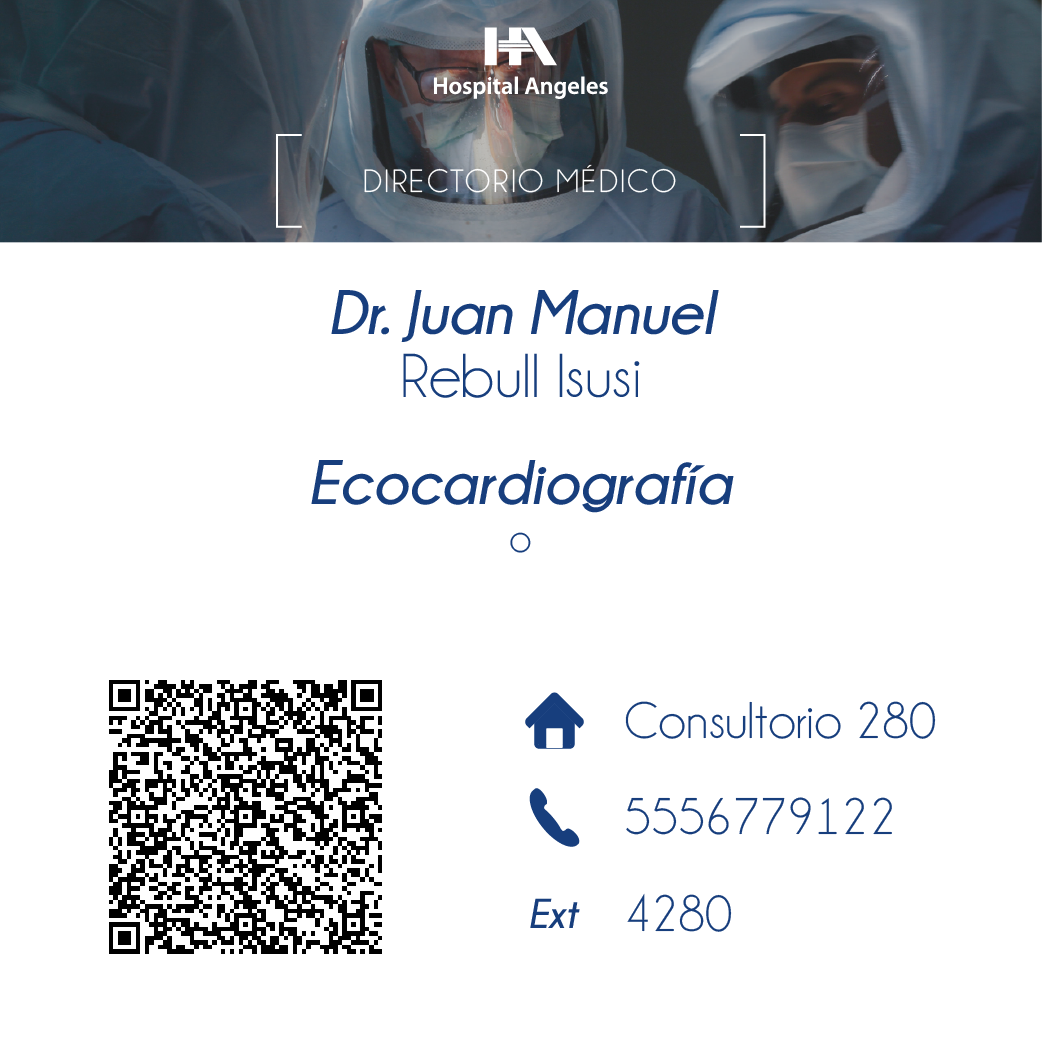 Hospital Angeles
DIRECTORIO MÉDICO
Dr. Juan Manuel
Rebull Isusi
Ecocardiografía
Consultorio 280
5556779122
Ext 4280